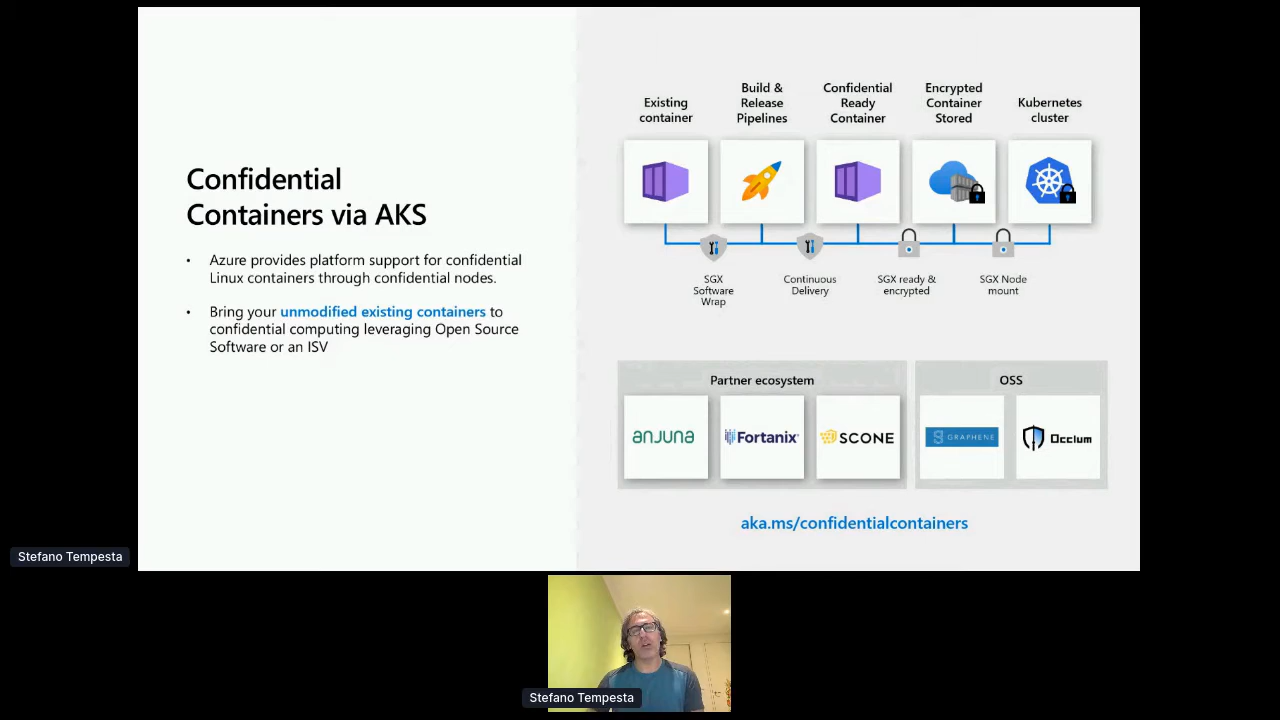 Confidential
Containers via AKS
• Azure provides platform support for confidential
Linux containers through confidential nodes.
• Bring your unmodified existing containers to
confidential computing leveraging Open Source
Software or an ISV
Existing
container
Build &
Release
Pipelines
Confidential
Ready
Container
Encrypted
Container
Stored
Kubernetes
cluster
SGX
Software
Wrap
Continuous
Delivery
SGX ready &
encrypted
SGX Node
mount
Partner ecosystem
ANJUNA
Fortanix
SCONE
OSS
GRAPHENE
Occlum
aka.ms/confidentialcontainers
Stefano Tempesta
Stefano Tempesta